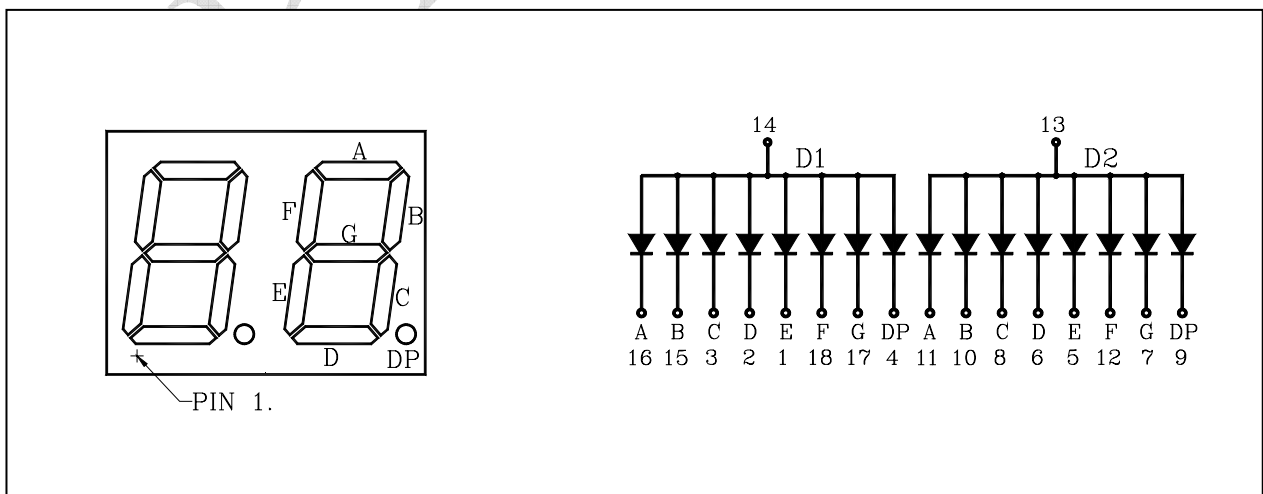 A
F
B
G
E
C
D
DP
PIN 1.
14 13
D1 D2
A B C D E F G DP A B C D E F G DP
16 15 3 2 1 18 17 4 11 10 8 6 5 12 7 9